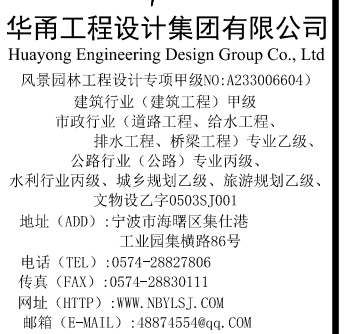 华甬工程设计集团有限公司
Huayong Engineering Design Group Co., Ltd
风景园林工程设计专项甲级NO:A233006604)
建筑行业（建筑工程）甲级
市政行业（道路工程、给水工程、
排水工程、桥梁工程）专业乙级、
公路行业（公路）专业丙级、
水利行业丙级、城乡规划乙级、旅游规划乙级、
文物设乙字0503SJ001
地址（ADD）:宁波市海曙区集仕港
工业园集横路86号
电话（TEL）:0574-28827806
传真（FAX）:0574-28830111
网址（HTTP）:WWW.NBYLSJ.COM
邮箱（E-MAIL）:48874554@qq.COM